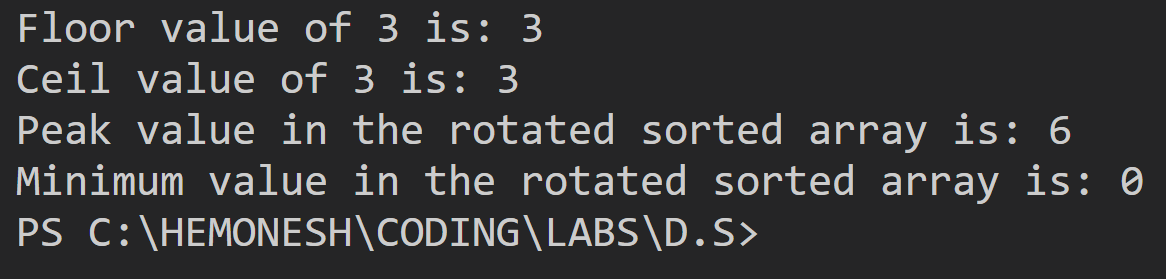 Floor value of 3 is: 3
Ceil value of 3 is: 3
Peak value in the rotated sorted array is: 6
Minimum value in the rotated sorted array is: 0
PS C:\HEMONESH\CODING\LABS\D.S>